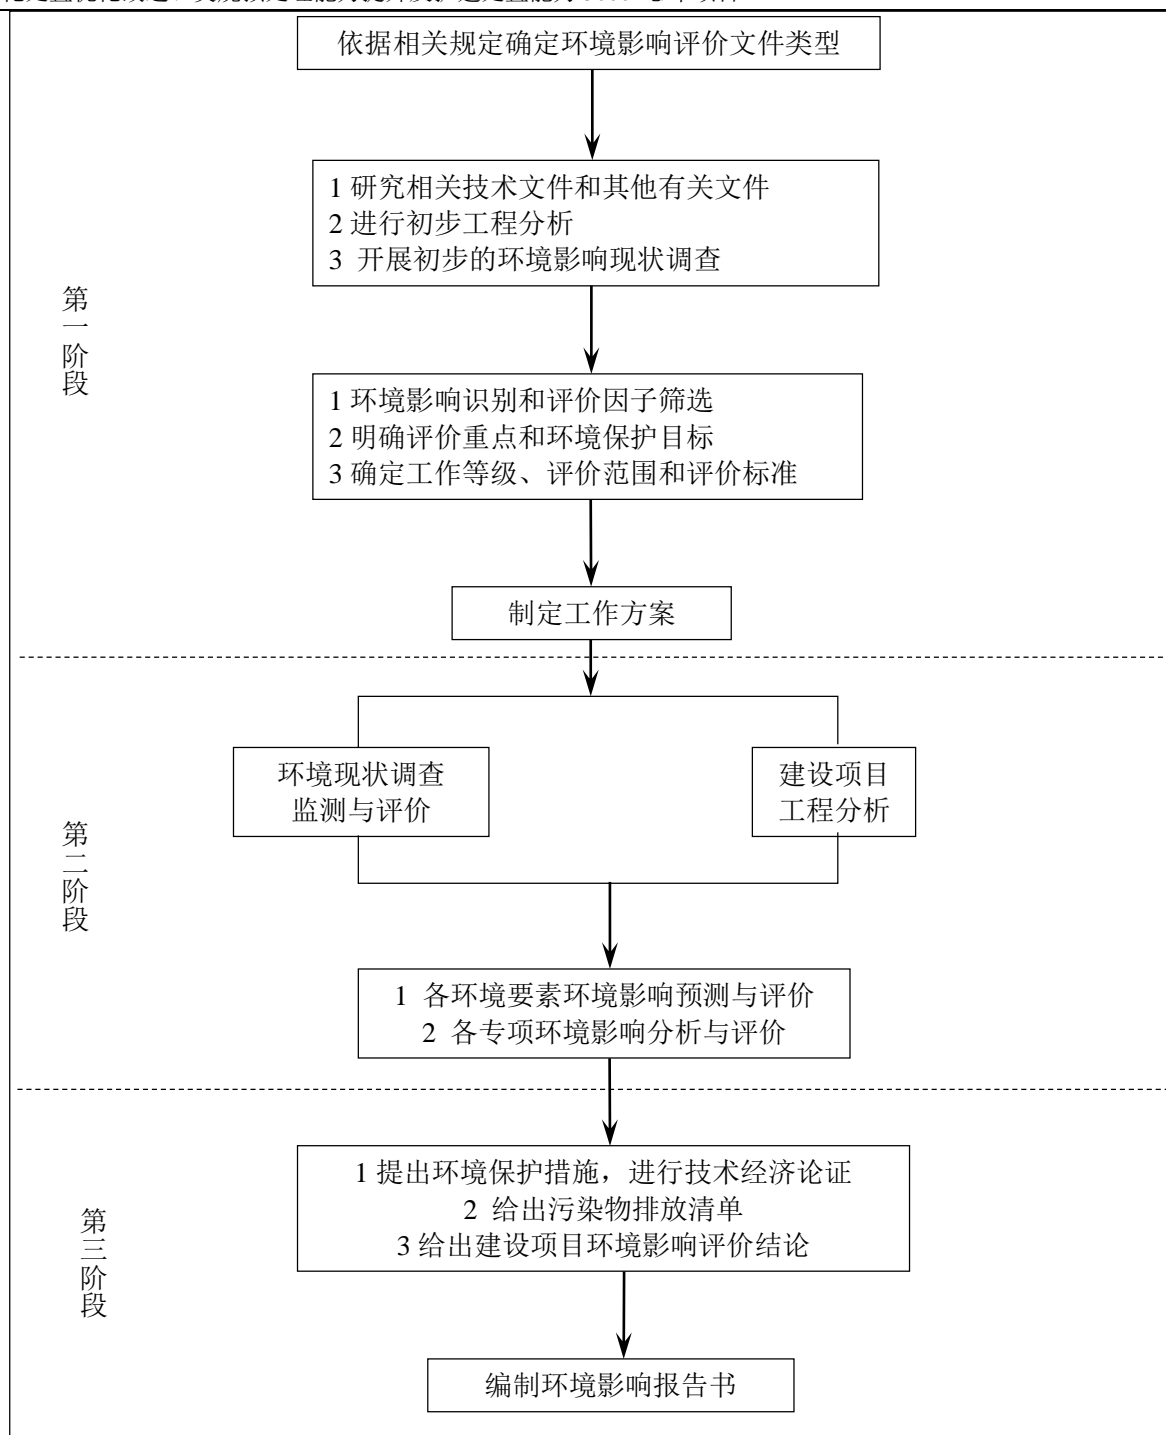 依据相关规定确定环境影响评价文件类型
1 研究相关技术文件和其他有关文件
2 进行初步工程分析
3 开展初步的环境影响现状调查
第一阶段
1 环境影响识别和评价因子筛选
2 明确评价重点和环境保护目标
3 确定工作等级、评价范围和评价标准
制定工作方案
环境现状调查
监测与评价
建设项目
工程分析
第二阶段
1 各环境要素环境影响预测与评价
2 各专项环境影响分析与评价
1 提出环境保护措施，进行技术经济论证
2 给出污染物排放清单
3 给出建设项目环境影响评价结论
第三阶段
编制环境影响报告书